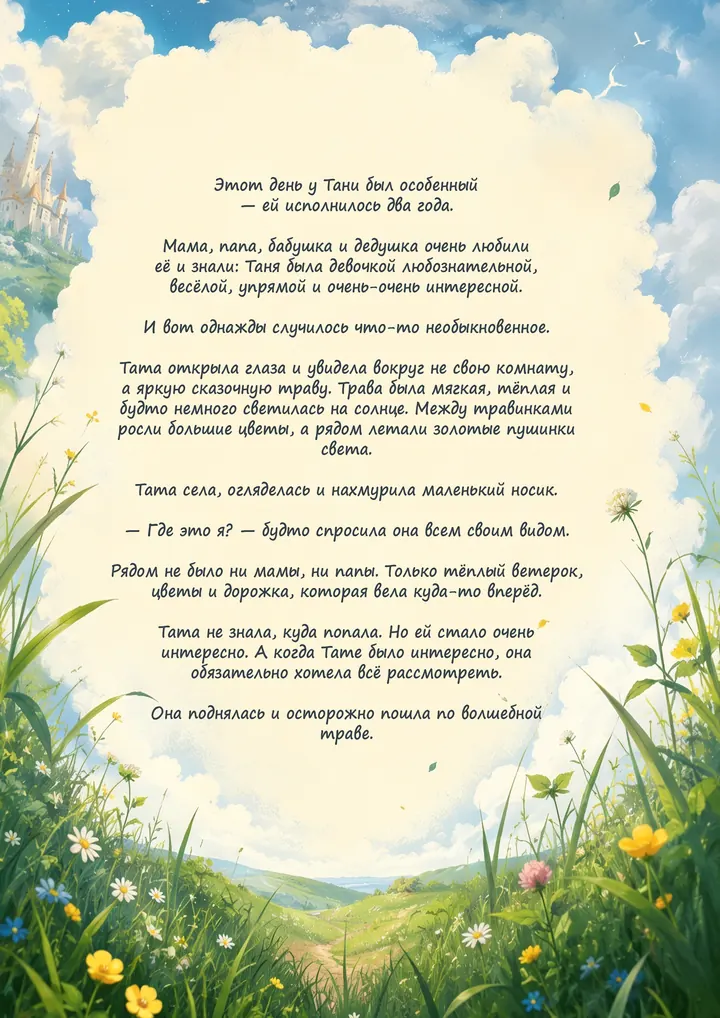 Этот день у Тани был особенный
— ей исполнилось два года.
Мама, папа, бабушка и дедушка очень любили
её и знали: Таня была девочкой любознательной,
весёлой, упрямой и очень-очень интересной.
И вот однажды случилось что-то необыкновенное.
Тата открыла глаза и увидела вокруг не свою комнату,
а яркую сказочную траву. Трава была мягкая, тёплая и
будто немного светилась на солнце. Между травинками
росли большие цветы, а рядом летали золотые пушинки
света.
Тата села, огляделась и нахмурила маленький носик.
— Где это я? — будто спросила она всем своим видом.
Рядом не было ни мамы, ни папы. Только тёплый ветерок,
цветы и дорожка, которая вела куда-то вперёд.
Тата не знала, куда попала. Но ей стало очень
интересно. А когда Тате было интересно, она
обязательно хотела всё рассмотреть.
Она поднялась и осторожно пошла по волшебной
траве.